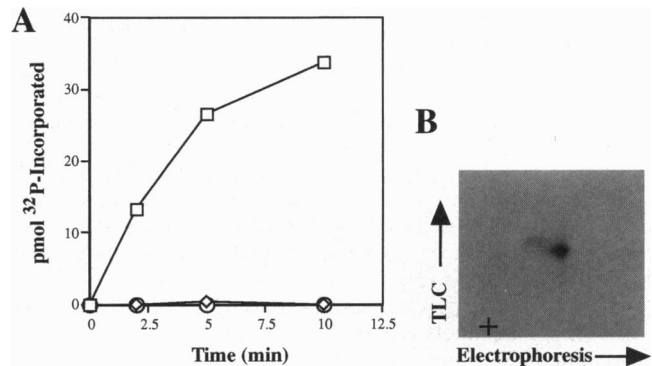 A
40
30
20
10
0
pmol ³²P-Incorporated
0 2.5 5 7.5 10 12.5
Time (min)
B
TLC
+
Electrophoresis